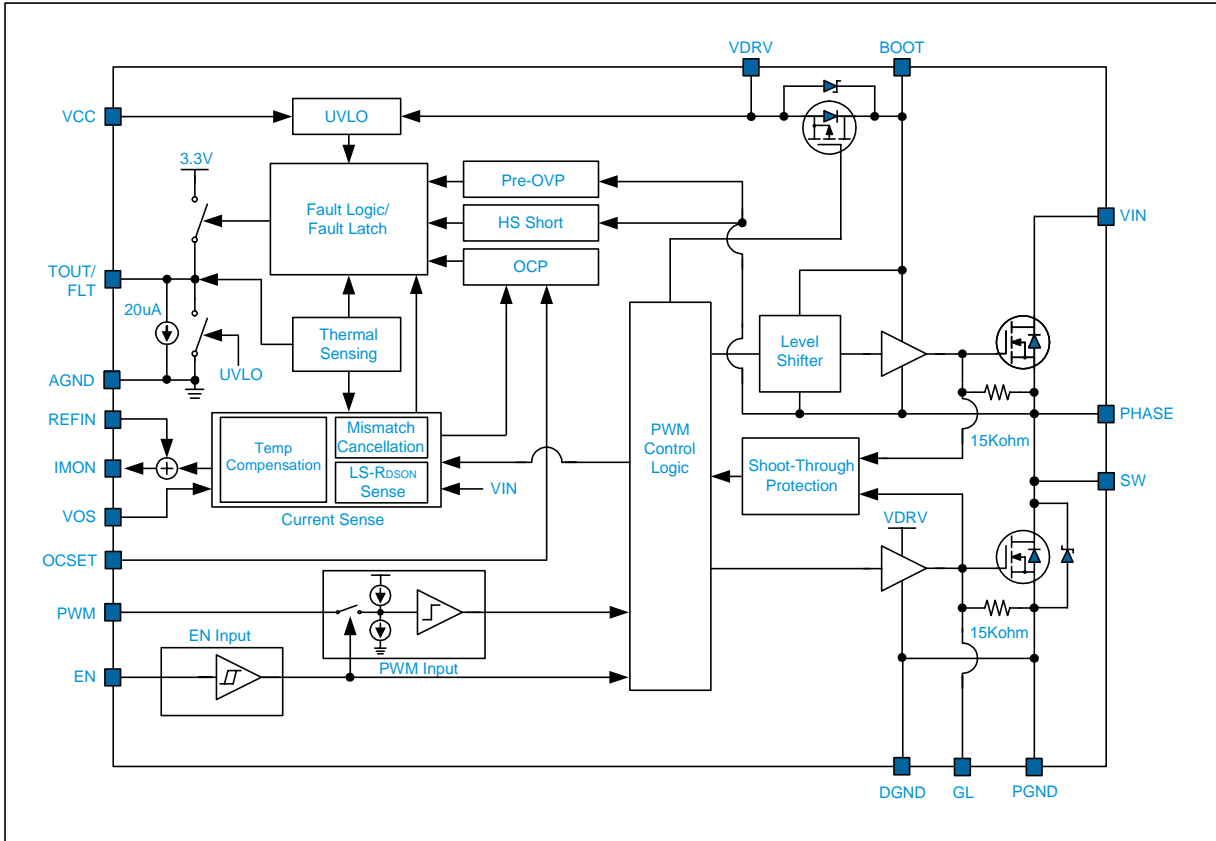 VDRV
BOOT
VCC
UVLO
3.3V
Pre-OVP
Fault Logic/
Fault Latch
HS Short
VIN
OCP
TOUT/
FLT
20uA
Thermal
Sensing
Level
Shifter
UVLO
AGND
REFIN
PHASE
Temp
Compensation
Mismatch
Cancellation
PWM
Control
Logic
15Kohm
IMON
LS-RDSON
Sense
Shoot-Through
Protection
VIN
SW
VOS
Current Sense
VDRV
OCSET
PWM
15Kohm
EN Input
PWM Input
EN
DGND
GL
PGND